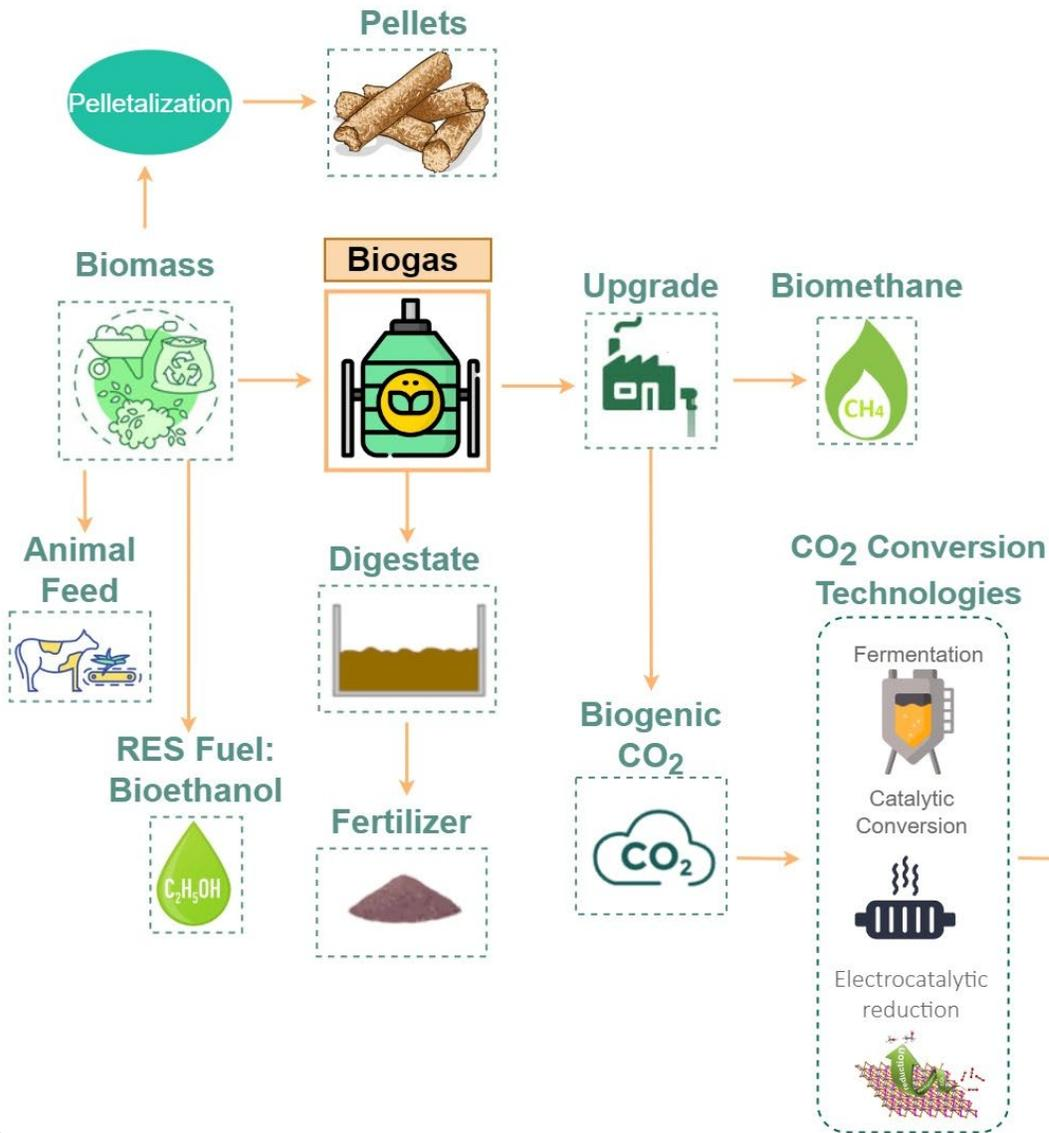 Pellets
Pelletalization
Biomass
Biogas
Upgrade
Biomethane
CH4
Animal
Feed
Digestate
CO2 Conversion
Technologies
Fermentation
RES Fuel:
Bioethanol
C2H5OH
Fertilizer
Biogenic
CO2
CO2
Catalytic
Conversion
Electrocatalytic
reduction
reduction